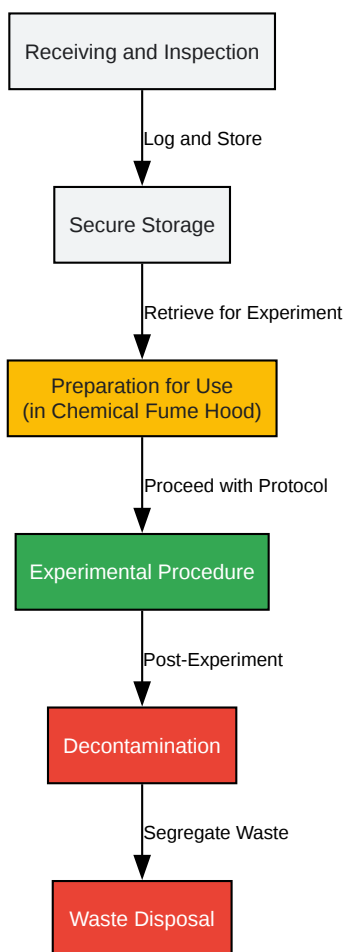 Receiving and Inspection
Log and Store
Secure Storage
Retrieve for Experiment
Preparation for Use
(in Chemical Fume Hood)
Proceed with Protocol
Experimental Procedure
Post-Experiment
Decontamination
Segregate Waste
Waste Disposal